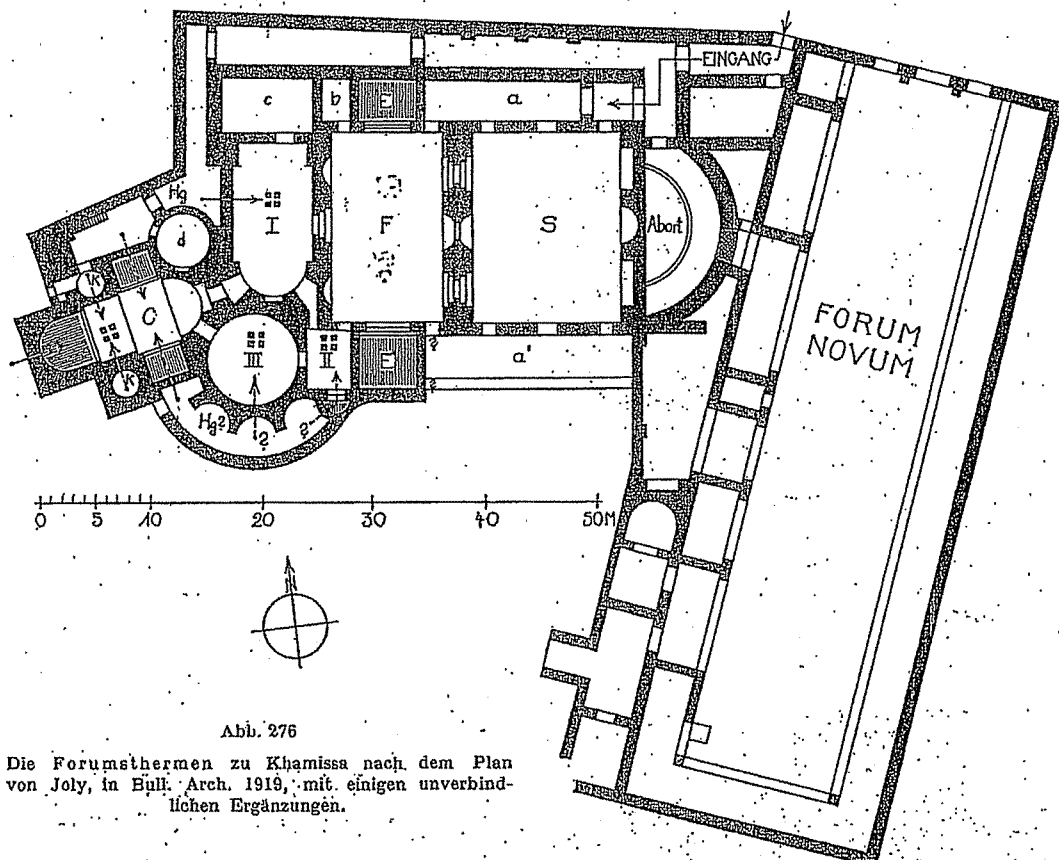 EINGANG
c
b
E
a
Hg
I
F
S
Abort
d
K
C
FORUM
NOVUM
III
II
E
a'
K
Hg?
?
?
0 5 10 20 30 40 50M
Abb. 276
Die Forumsthermen zu Khamissa nach dem Plan
von Joly, in Bull. Arch. 1919, mit einigen unverbind-
lichen Ergänzungen.